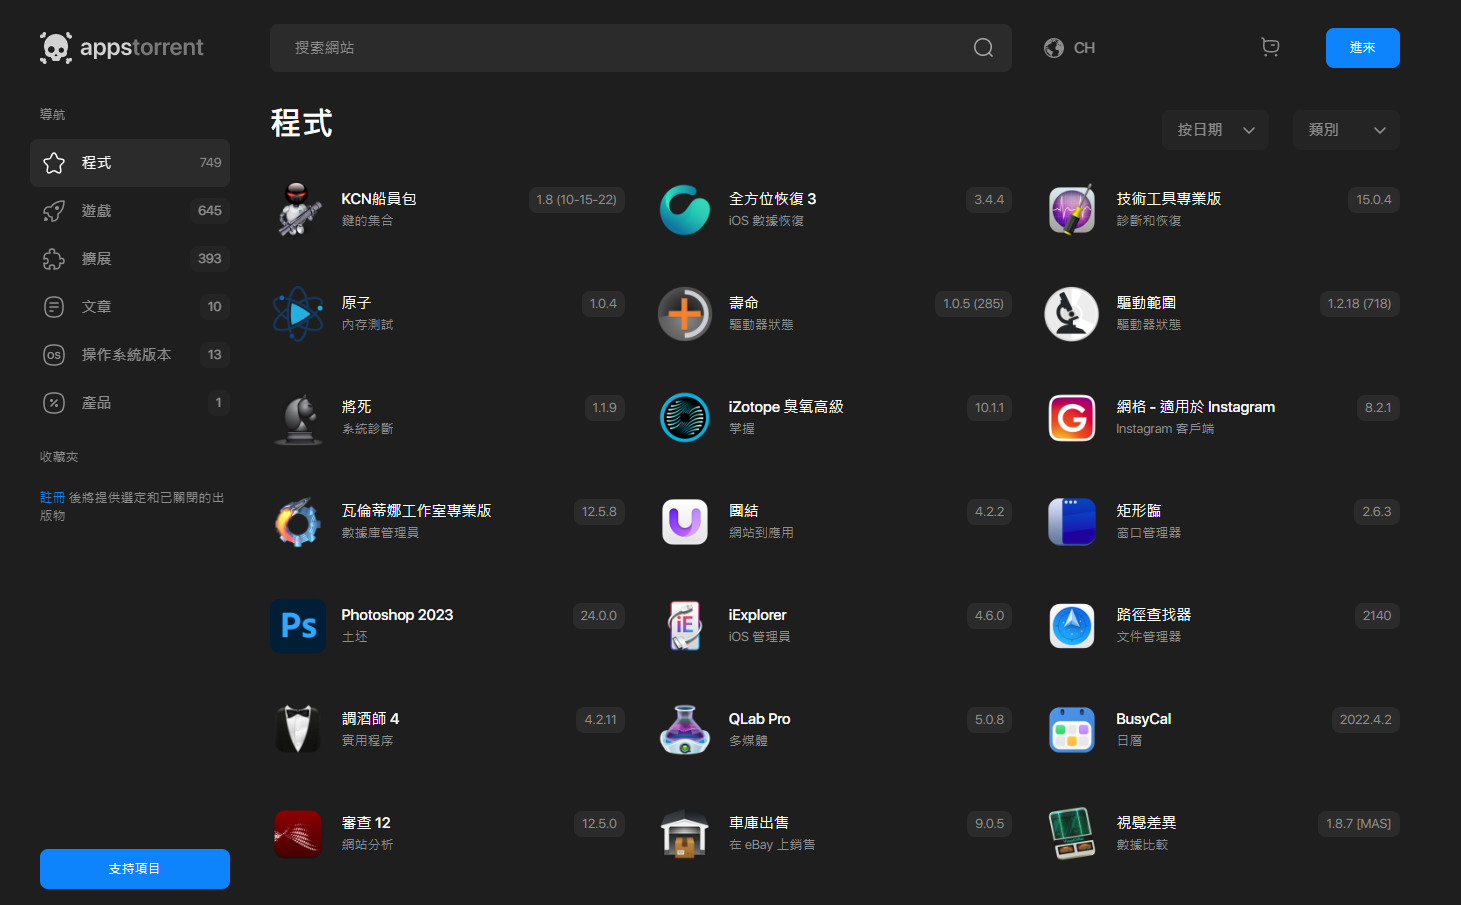 appstorrent
搜索網站
CH
進來
導航
程式 749
遊戲 645
擴展 393
文章 10
OS 操作系統版本 13
產品 1
收藏夾
註冊 後將提供選定和已關閉的出
版物
支持項目
程式
按日期
類別
KCN船員包 1.8 (10-15-22)
鍵的集合
全方位恢復 3 3.4.4
iOS 數據恢復
技術工具專業版 15.0.4
診斷和恢復
原子 1.0.4
內存測試
壽命 1.0.5 (285)
驅動器狀態
驅動範圍 1.2.18 (718)
驅動器狀態
將死 1.1.9
系統診斷
iZotope 臭氧高級 10.1.1
掌握
G
網格 - 適用於 Instagram 8.2.1
Instagram 客戶端
瓦倫蒂娜工作室專業版 12.5.8
數據庫管理員
團結 4.2.2
網站到應用
矩形臨 2.6.3
窗口管理器
Ps
Photoshop 2023 24.0.0
土坯
iE
iExplorer 4.6.0
iOS 管理員
路徑查找器 2140
文件管理器
調酒師 4 4.2.11
實用程序
QLab Pro 5.0.8
多媒體
BusyCal 2022.4.2
日曆
審查 12 12.5.0
網站分析
車庫出售 9.0.5
在 eBay 上銷售
視覺差異 1.8.7 [MAS]
數據比較